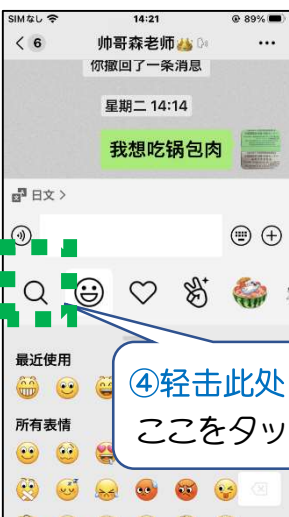 SIMなし 14:21 89%
6 帅哥森老师
你撤回了一条消息
星期二 14:14
我想吃锅包肉
日文 >
最近使用
④轻击此处
ここをタッ
所有表情